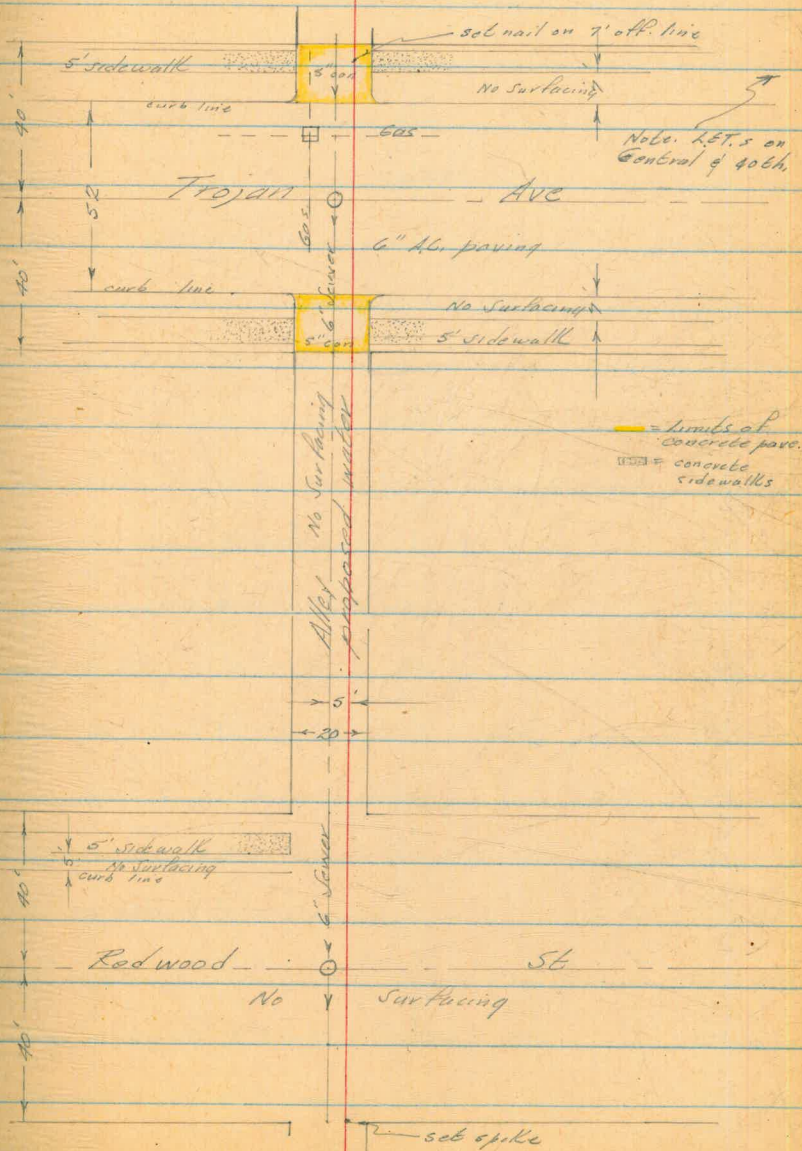 set nail on 7' off. line
5' sidewalk
5" con
No surfacing
7'
curb line
40'
Gas
Note. L.E.T.s on
Central & 40th.
52
Trojan Ave
Gas
6" A.C. paving
40'
6" Sewer
curb line
No Surfacing
7'
5" con
5' sidewalk
= Limits of
concrete pave.
= concrete
sidewalks
Alley No Surfacing
proposed water
5'
20
5' sidewalk
5'
No Surfacing
curb line
40'
6" Sewer
Redwood St
No Surfacing
40'
set spike